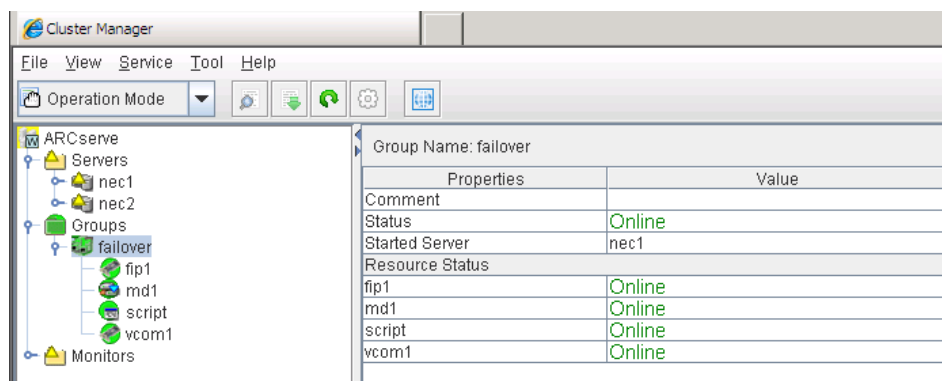 Cluster Manager
File View Service Tool Help
Operation Mode
ARCserve
Servers
nec1
nec2
Groups
failover
fip1
md1
script
vcom1
Monitors
Group Name: failover
Properties Value
Comment
Status Online
Started Server nec1
Resource Status
fip1 Online
md1 Online
script Online
vcom1 Online